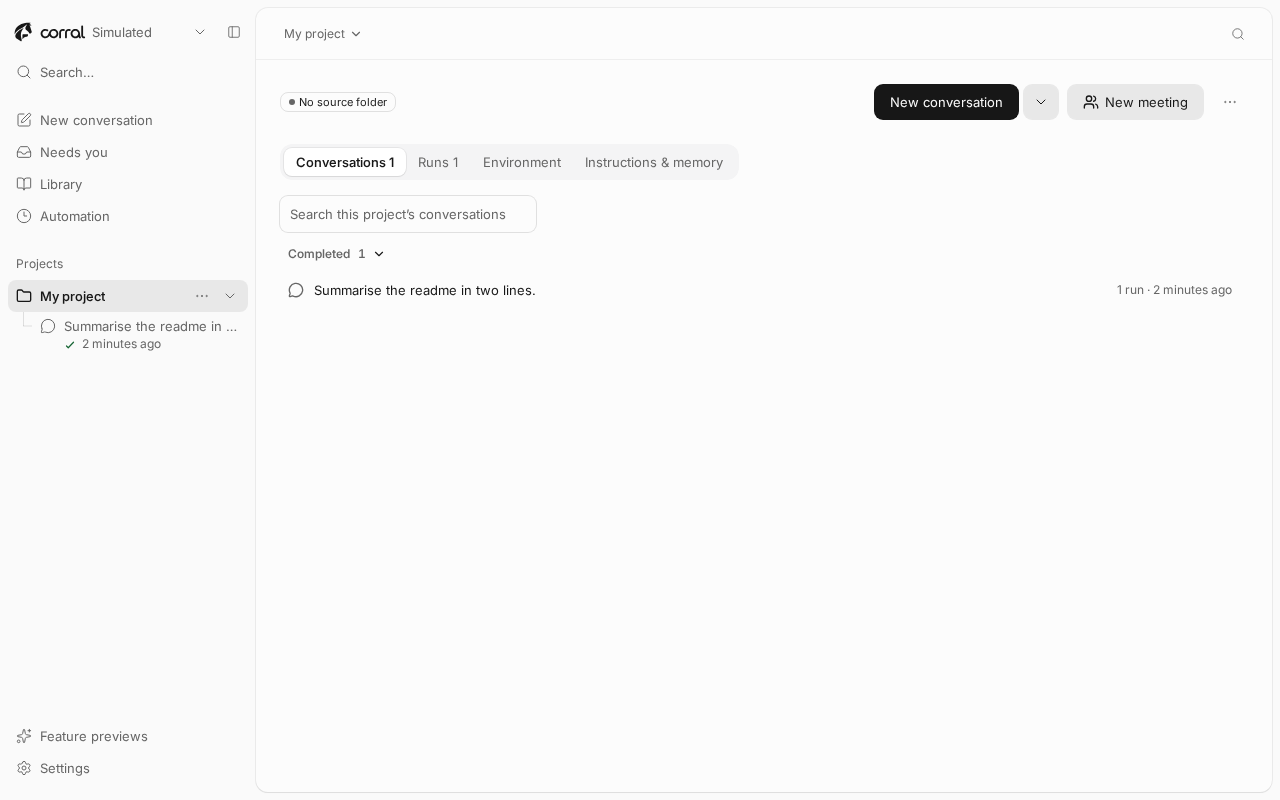 corral Simulated
Search...
New conversation
Needs you
Library
Automation
Projects
My project
Summarise the readme in ...
2 minutes ago
Feature previews
Settings
My project
No source folder
New conversation
New meeting
Conversations 1
Runs 1
Environment
Instructions & memory
Search this project's conversations
Completed 1
Summarise the readme in two lines.
1 run · 2 minutes ago